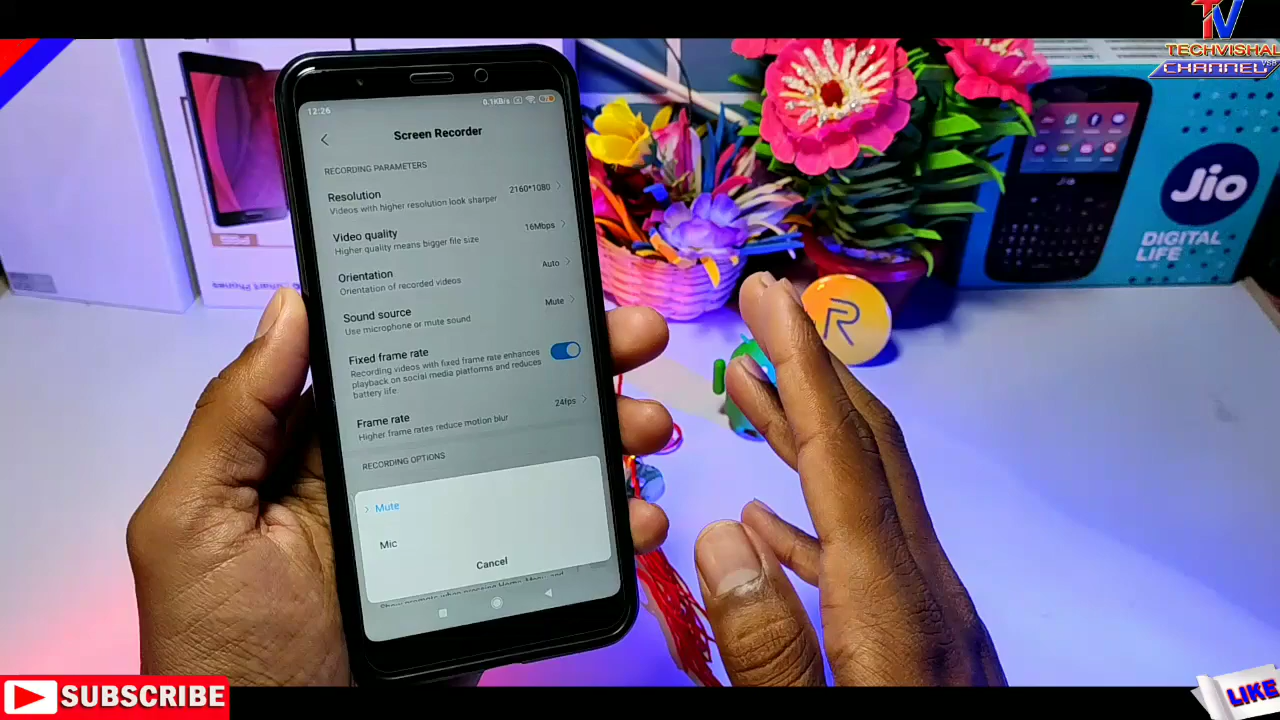 TV
TECHVISHAL
VSB
CHANNEL
12:26
0.1KB/s
Screen Recorder
RECORDING PARAMETERS
Resolution
2160*1080
Videos with higher resolution look sharper
Video quality
16Mbps
Higher quality means bigger file size
Orientation
Auto
Orientation of recorded videos
Sound source
Mute
Use microphone or mute sound
Fixed frame rate
Recording videos with fixed frame rate enhances
playback on social media platforms and reduces
battery life
Frame rate
24fps
Higher frame rates reduce motion blur
RECORDING OPTIONS
Mute
Mic
Cancel
Jio
Jio
DIGITAL
LIFE
R
SUBSCRIBE
LIKE